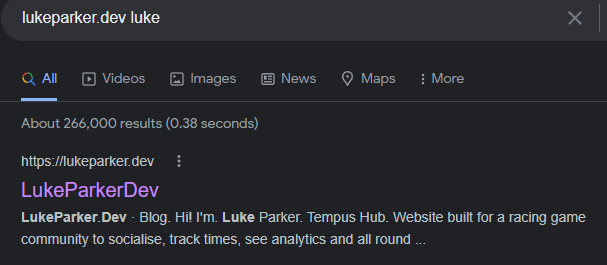 lukeparker.dev luke
All Videos Images News Maps More
About 266,000 results (0.38 seconds)
https://lukeparker.dev
LukeParkerDev
LukeParker.Dev · Blog. Hi! I'm. Luke Parker. Tempus Hub. Website built for a racing game
community to socialise, track times, see analytics and all round ...